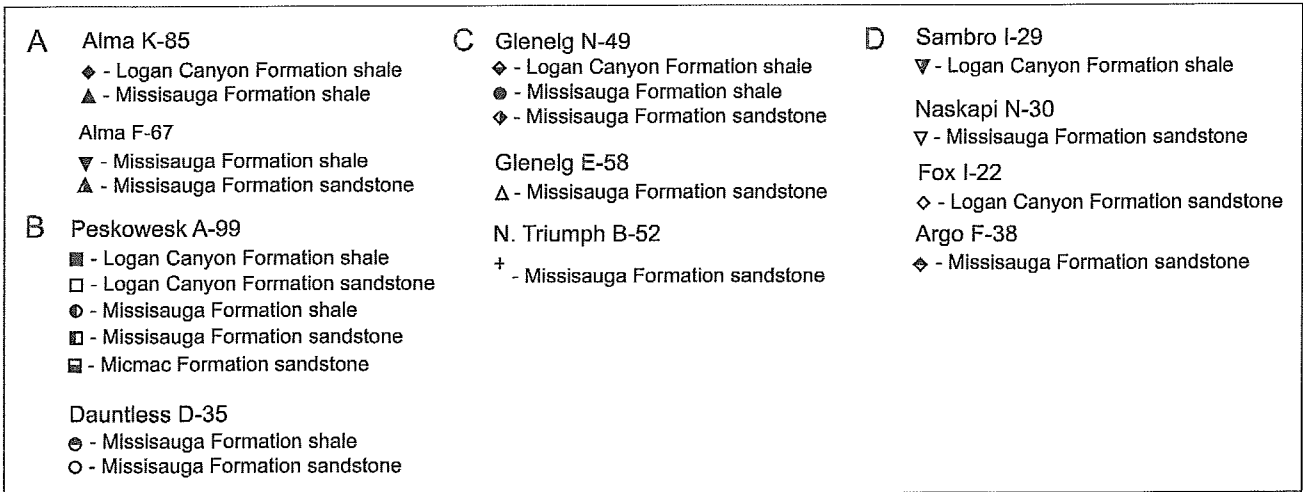 A Alma K-85
- Logan Canyon Formation shale
- Missisauga Formation shale
Alma F-67
- Missisauga Formation shale
- Missisauga Formation sandstone
B Peskowesk A-99
- Logan Canyon Formation shale
- Logan Canyon Formation sandstone
- Missisauga Formation shale
- Missisauga Formation sandstone
- Micmac Formation sandstone
Dauntless D-35
- Missisauga Formation shale
- Missisauga Formation sandstone
C Glenelg N-49
- Logan Canyon Formation shale
- Missisauga Formation shale
- Missisauga Formation sandstone
Glenelg E-58
- Missisauga Formation sandstone
N. Triumph B-52
+ - Missisauga Formation sandstone
D Sambro I-29
- Logan Canyon Formation shale
Naskapi N-30
- Missisauga Formation sandstone
Fox I-22
- Logan Canyon Formation sandstone
Argo F-38
- Missisauga Formation sandstone